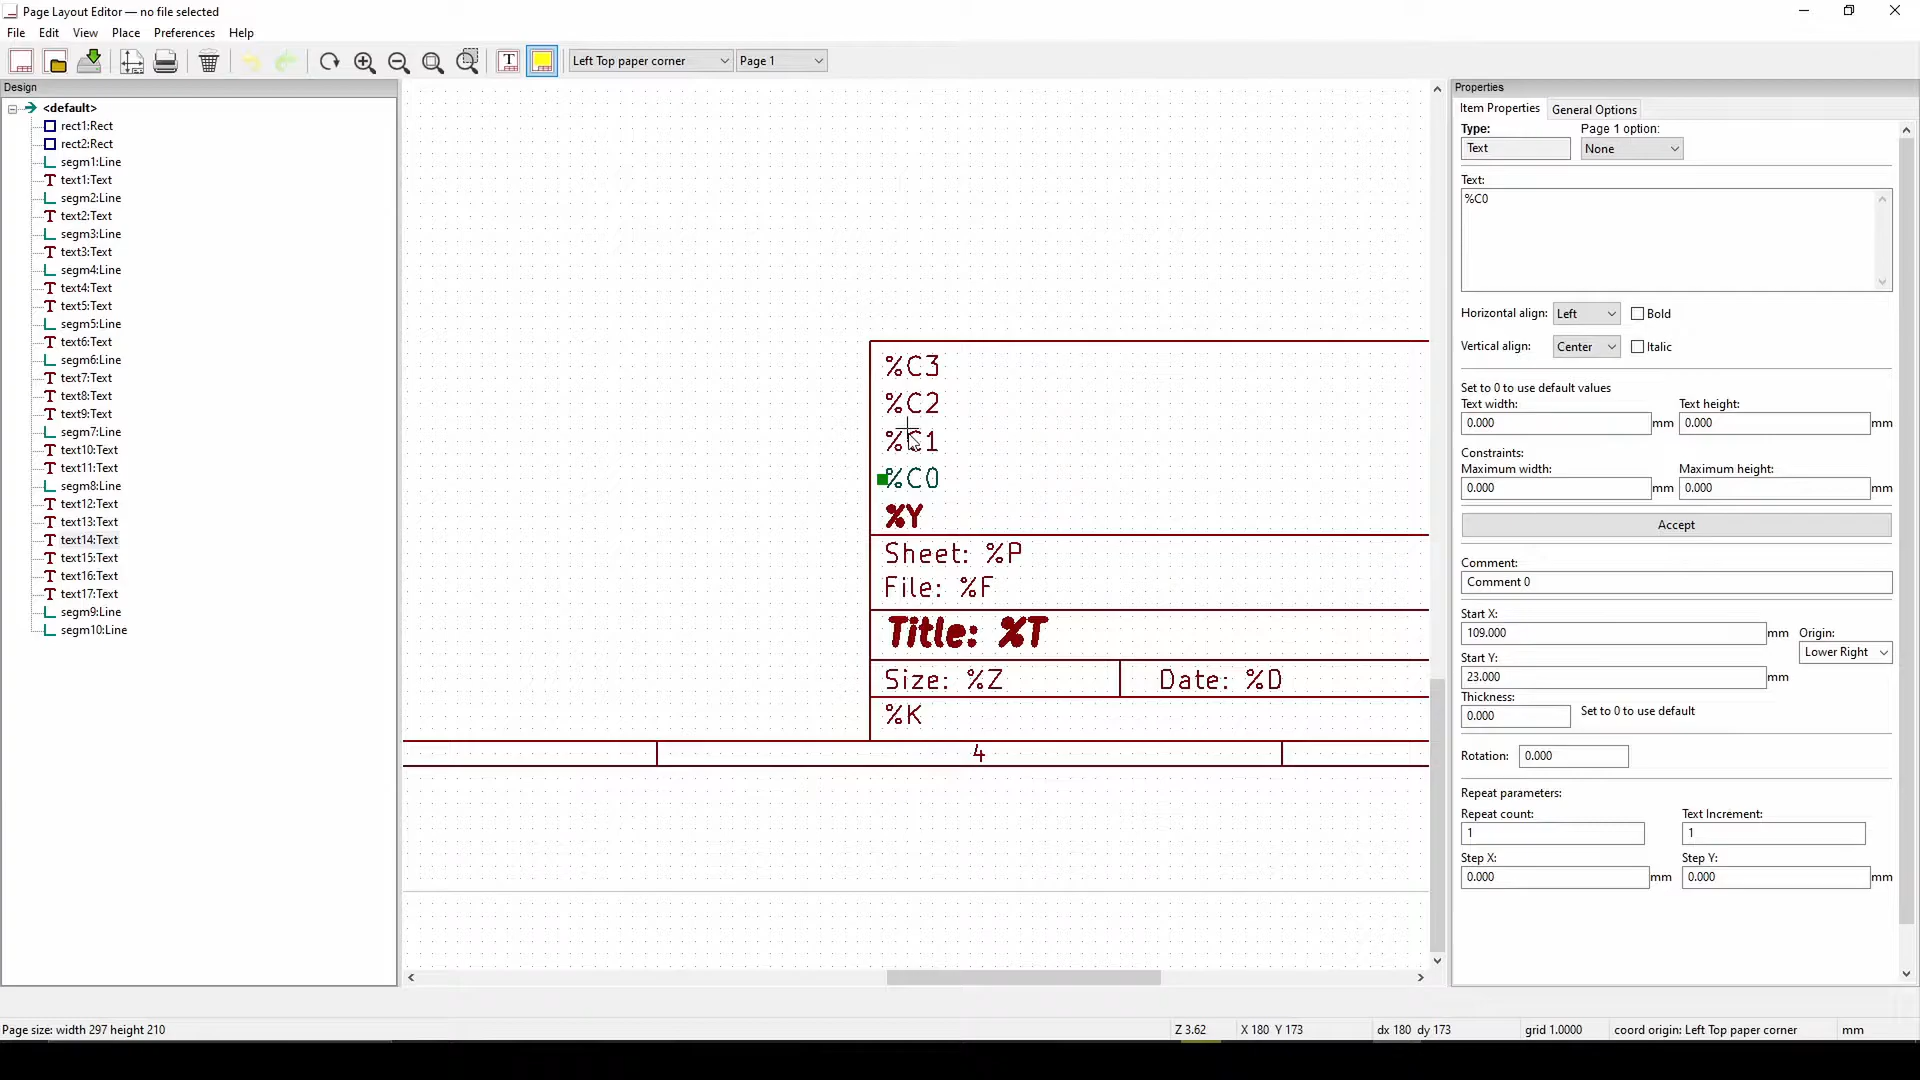 Page Layout Editor — no file selected
File Edit View Place Preferences Help
Left Top paper corner Page 1
Design
<default>
rect1:Rect
rect2:Rect
segm1:Line
text1:Text
segm2:Line
text2:Text
segm3:Line
text3:Text
segm4:Line
text4:Text
text5:Text
segm5:Line
text6:Text
segm6:Line
text7:Text
text8:Text
text9:Text
segm7:Line
text10:Text
text11:Text
segm8:Line
text12:Text
text13:Text
text14:Text
text15:Text
text16:Text
text17:Text
segm9:Line
segm10:Line
%C3
%C2
%C1
%C0
%Y
Sheet: %P
File: %F
Title: %T
Size: %Z Date: %D
%K
4
Properties
Item Properties General Options
Type: Page 1 option:
Text None
Text:
%C0
Horizontal align: Left Bold
Vertical align: Center Italic
Set to 0 to use default values
Text width: Text height:
0.000 mm 0.000 mm
Constraints:
Maximum width: Maximum height:
0.000 mm 0.000 mm
Accept
Comment:
Comment 0
Start X:
109.000 mm Origin:
Start Y: Lower Right
23.000 mm
Thickness:
0.000 Set to 0 to use default
Rotation: 0.000
Repeat parameters:
Repeat count: Text Increment:
1 1
Step X: Step Y:
0.000 mm 0.000 mm
Page size: width 297 height 210 Z 3.62 X 180 Y 173 dx 180 dy 173 grid 1.0000 coord origin: Left Top paper corner mm